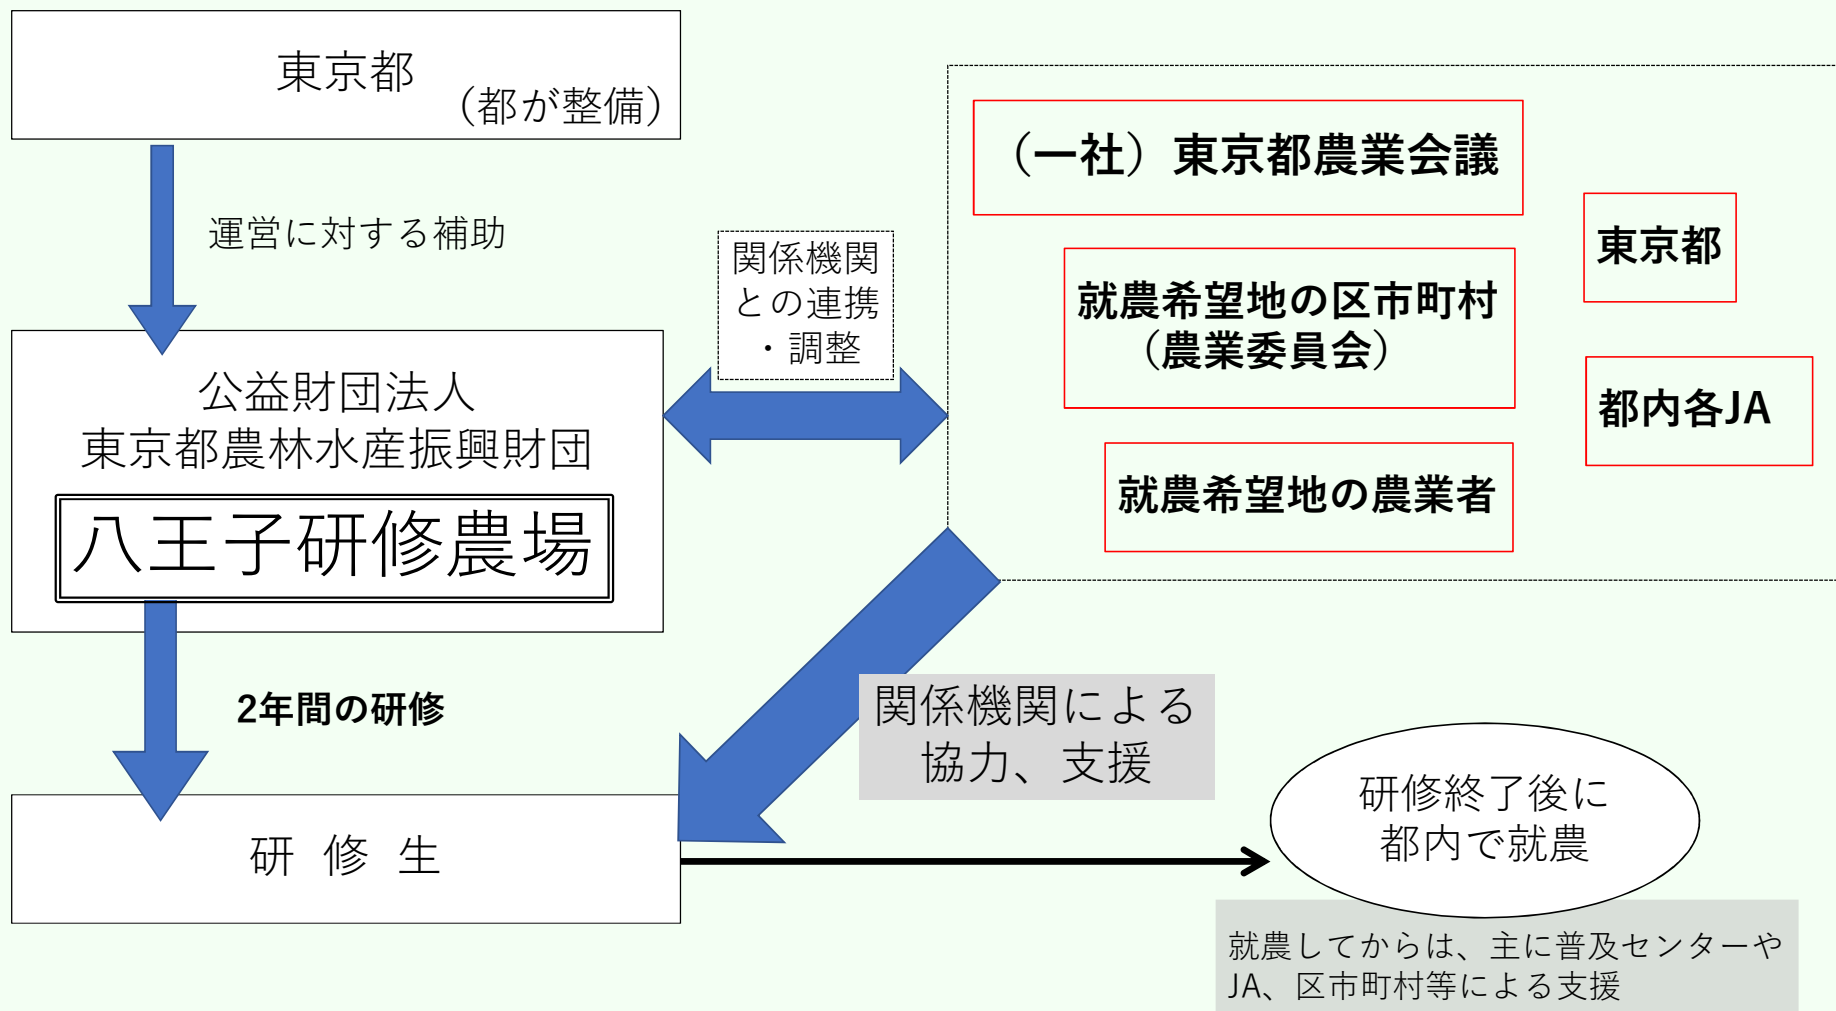 東京都
（都が整備）
運営に対する補助
公益財団法人
東京都農林水産振興財団
八王子研修農場
2年間の研修
研 修 生
関係機関
との連携
・調整
（一社）東京都農業会議
東京都
就農希望地の区市町村
（農業委員会）
都内各JA
就農希望地の農業者
関係機関による
協力、支援
研修終了後に
都内で就農
就農してからは、主に普及センターや
JA、区市町村等による支援